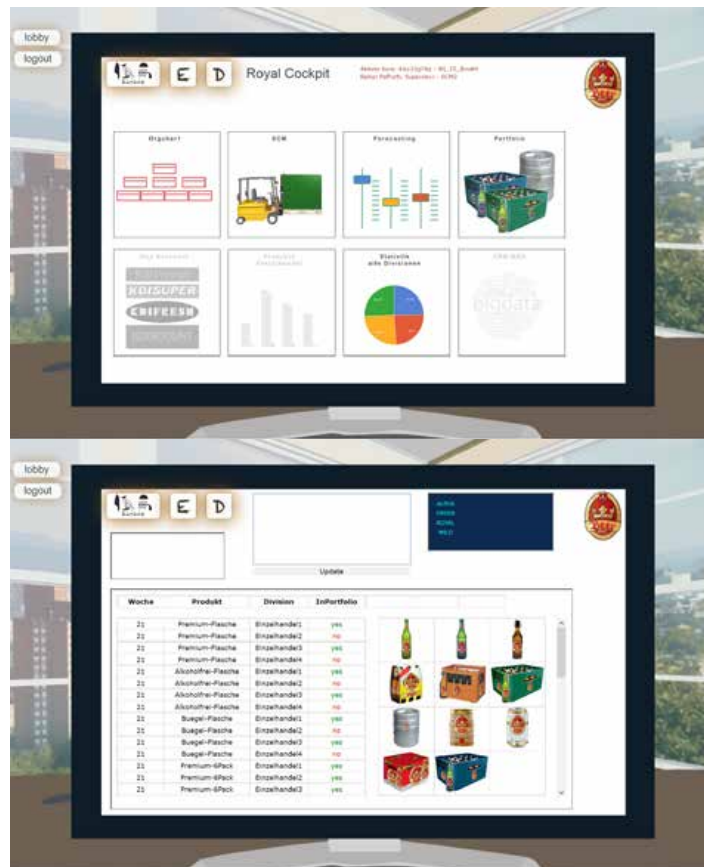 lobby
logout
E D
Royal Cockpit
Orgchart
SCM
Forecasting
Portfolio
Statistik
alle Divisionen
KOISUPER
ENIFRESH
bigdata
lobby
logout
E D
Update
Woche Produkt Division InPortfolio
21 Premium-Flasche Einzelhandel1 yes
21 Premium-Flasche Einzelhandel2 no
21 Premium-Flasche Einzelhandel3 yes
21 Premium-Flasche Einzelhandel4 no
21 Alkoholfrei-Flasche Einzelhandel1 yes
21 Alkoholfrei-Flasche Einzelhandel2 no
21 Alkoholfrei-Flasche Einzelhandel3 yes
21 Alkoholfrei-Flasche Einzelhandel4 no
21 Buegel-Flasche Einzelhandel1 yes
21 Buegel-Flasche Einzelhandel2 no
21 Buegel-Flasche Einzelhandel3 yes
21 Buegel-Flasche Einzelhandel4 no
21 Premium-6Pack Einzelhandel1 yes
21 Premium-6Pack Einzelhandel2 yes
21 Premium-6Pack Einzelhandel3 yes